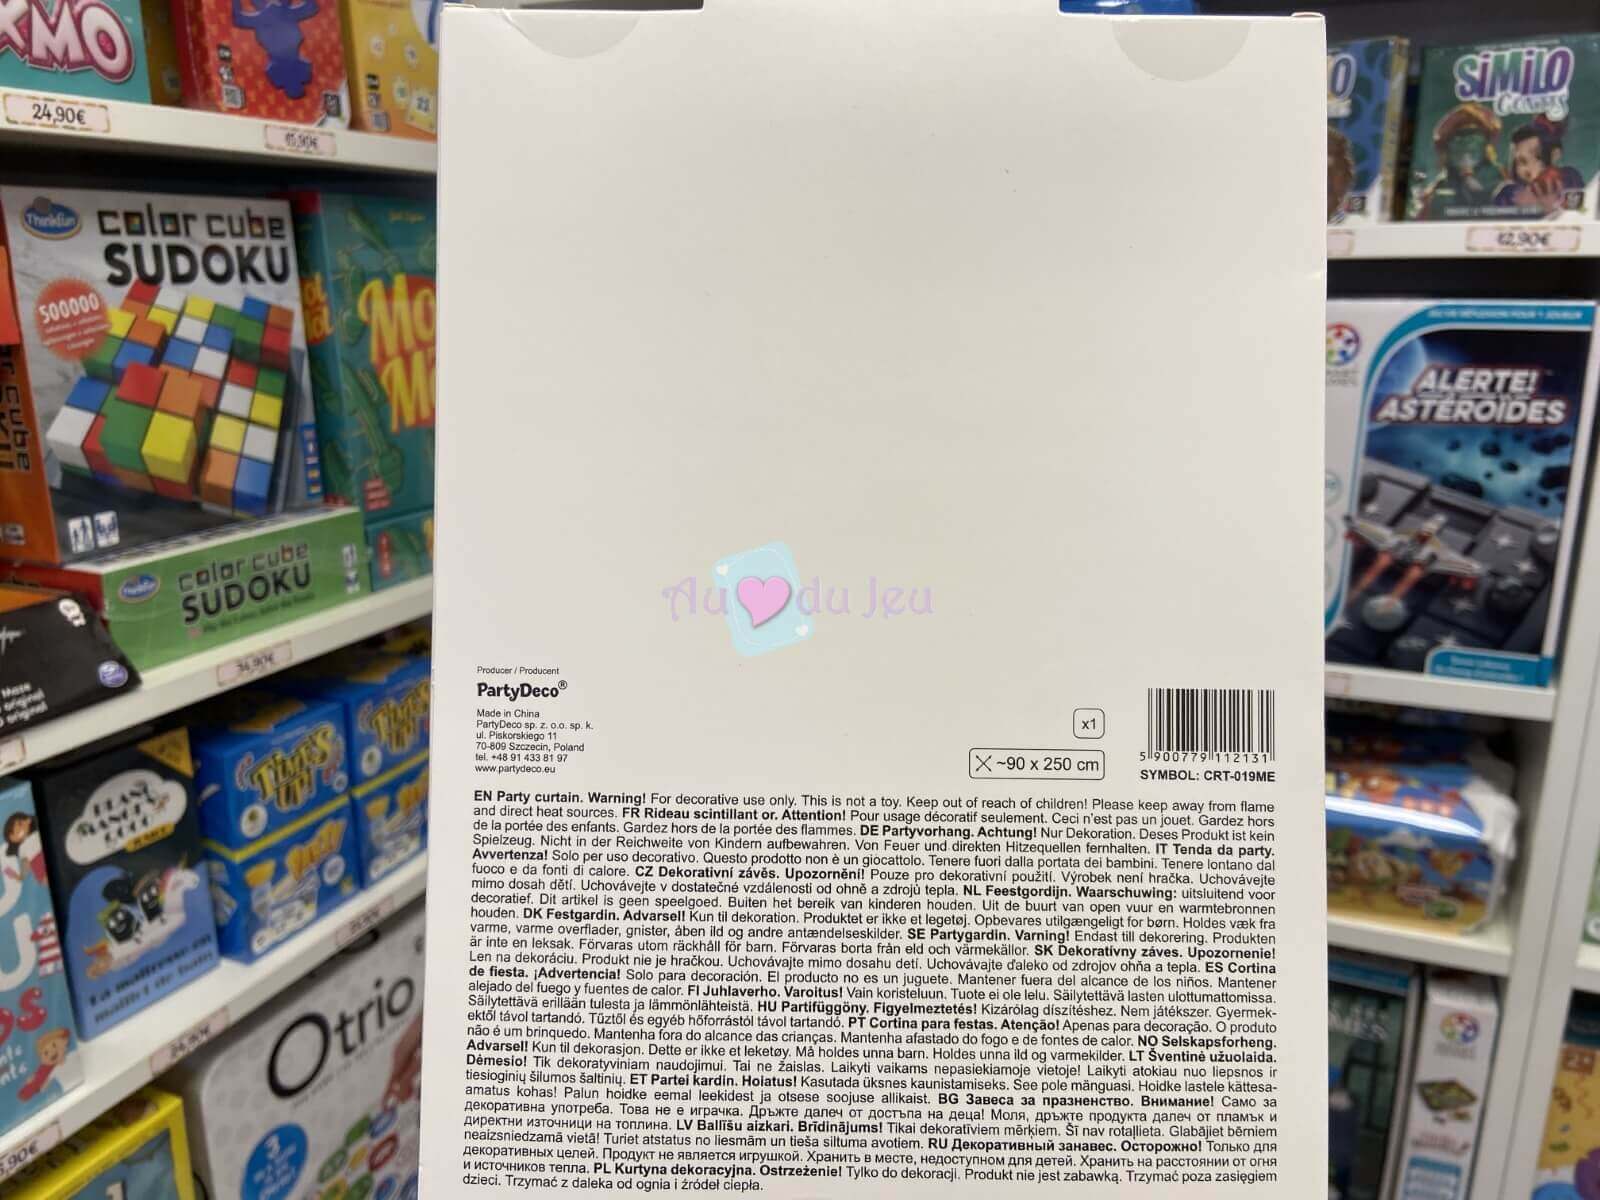 24,90€
SiMiLO
12,90€
Thinkfun
color cube
SUDOKU
500000
ALERTE!
ASTÉROÏDES
color cube
SUDOKU
Au du Jeu
TiME'S
UP!
Otrio
Producer / Producent
PartyDeco®
Made in China
PartyDeco sp. z. o.o. sp. k.
ul. Piskorskiego 11
70-809 Szczecin, Poland
tel. +48 91 433 81 97
www.partydeco.eu
x1
~90 x 250 cm
5 900779 112131
SYMBOL: CRT-019ME
EN Party curtain. Warning! For decorative use only. This is not a toy. Keep out of reach of children! Please keep away from flame
and direct heat sources. FR Rideau scintillant or. Attention! Pour usage décoratif seulement. Ceci n'est pas un jouet. Gardez hors
de la portée des enfants. Gardez hors de la portée des flammes. DE Partyvorhang. Achtung! Nur Dekoration. Deses Produkt ist kein
Spielzeug. Nicht in der Reichweite von Kindern aufbewahren. Von Feuer und direkten Hitzequellen fernhalten. IT Tenda da party.
Avvertenza! Solo per uso decorativo. Questo prodotto non è un giocattolo. Tenere fuori dalla portata dei bambini. Tenere lontano dal
fuoco e da fonti di calore. CZ Dekorativní závěs. Upozornění! Pouze pro dekorativní použití. Výrobek není hračka. Uchovávejte
mimo dosah dětí. Uchovávejte v dostatečné vzdálenosti od ohně a zdrojů tepla. NL Feestgordijn. Waarschuwing: uitsluitend voor
decoratief. Dit artikel is geen speelgoed. Buiten het bereik van kinderen houden. Uit de buurt van open vuur en warmtebronnen
houden. DK Festgardin. Advarsel! Kun til dekoration. Produktet er ikke et legetøj. Opbevares utilgængeligt for børn. Holdes væk fra
varme, varme overflader, gnister, åben ild og andre antændelseskilder. SE Partygardin. Varning! Endast till dekorering. Produkten
är inte en leksak. Förvaras utom räckhåll för barn. Förvaras borta från eld och värmekällor. SK Dekoratívny záves. Upozornenie!
Len na dekoráciu. Produkt nie je hračkou. Uchovávajte mimo dosahu detí. Uchovávajte ďaleko od zdrojov ohňa a tepla. ES Cortina
de fiesta. ¡Advertencia! Solo para decoración. El producto no es un juguete. Mantener fuera del alcance de los niños. Mantener
alejado del fuego y fuentes de calor. FI Juhlaverho. Varoitus! Vain koristeluun. Tuote ei ole lelu. Säilytettävä lasten ulottumattomissa.
Säilytettävä erillään tulesta ja lämmönlähteistä. HU Partifüggöny. Figyelmeztetés! Kizárólag díszítéshez. Nem játékszer. Gyermek-
ektől távol tartandó. Tűztől és egyéb hőforrástól távol tartandó. PT Cortina para festas. Atenção! Apenas para decoração. O produto
não é um brinquedo. Mantenha fora do alcance das crianças. Mantenha afastado do fogo e de fontes de calor. NO Selskapsforheng.
Advarsel! Kun til dekorasjon. Dette er ikke et leketøy. Må holdes unna barn. Holdes unna ild og varmekilder. LT Šventinė užuolaida.
Dėmesio! Tik dekoratyviniam naudojimui. Tai ne žaislas. Laikyti vaikams nepasiekiamoje vietoje! Laikyti atokiau nuo liepsnos ir
tiesioginių šilumos šaltinių. ET Partei kardin. Hoiatus! Kasutada üksnes kaunistamiseks. See pole mänguasi. Hoidke lastele kättesa-
amatus kohas! Palun hoidke eemal leekidest ja otsese soojuse allikaist. BG Завеса за празненство. Внимание! Само за
декоративна употреба. Това не е играчка. Дръжте далеч от достъпа на деца! Моля, дръжте продукта далеч от пламък и
директни източници на топлина. LV Ballīšu aizkari. Brīdinājums! Tikai dekoratīviem mērķiem. Šī nav rotaļlieta. Glabājiet bērniem
neaizsniedzamā vietā! Turiet atstatus no liesmām un tieša siltuma avotiem. RU Декоративный занавес. Осторожно! Только для
декоративных целей. Продукт не является игрушкой. Хранить в месте, недоступном для детей. Хранить на расстоянии от огня
и источников тепла. PL Kurtyna dekoracyjna. Ostrzeżenie! Tylko do dekoracji. Produkt nie jest zabawką. Trzymać poza zasięgiem
dzieci. Trzymać z daleka od ognia i źródeł ciepła.